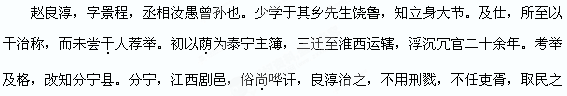 赵良淳，字景程，丞相汝愚曾孙也。少学于其乡先生饶鲁，知立身大节。及仕，所至以
干治称，而未尝干人荐举。初以荫为泰宁主簿，三迁至淮西运辖，浮沉冗官二十余年。考举
及格，改知分宁县。分宁，江西剧邑，俗尚哗讦，良淳治之，不用刑戮，不任吏胥，取民之